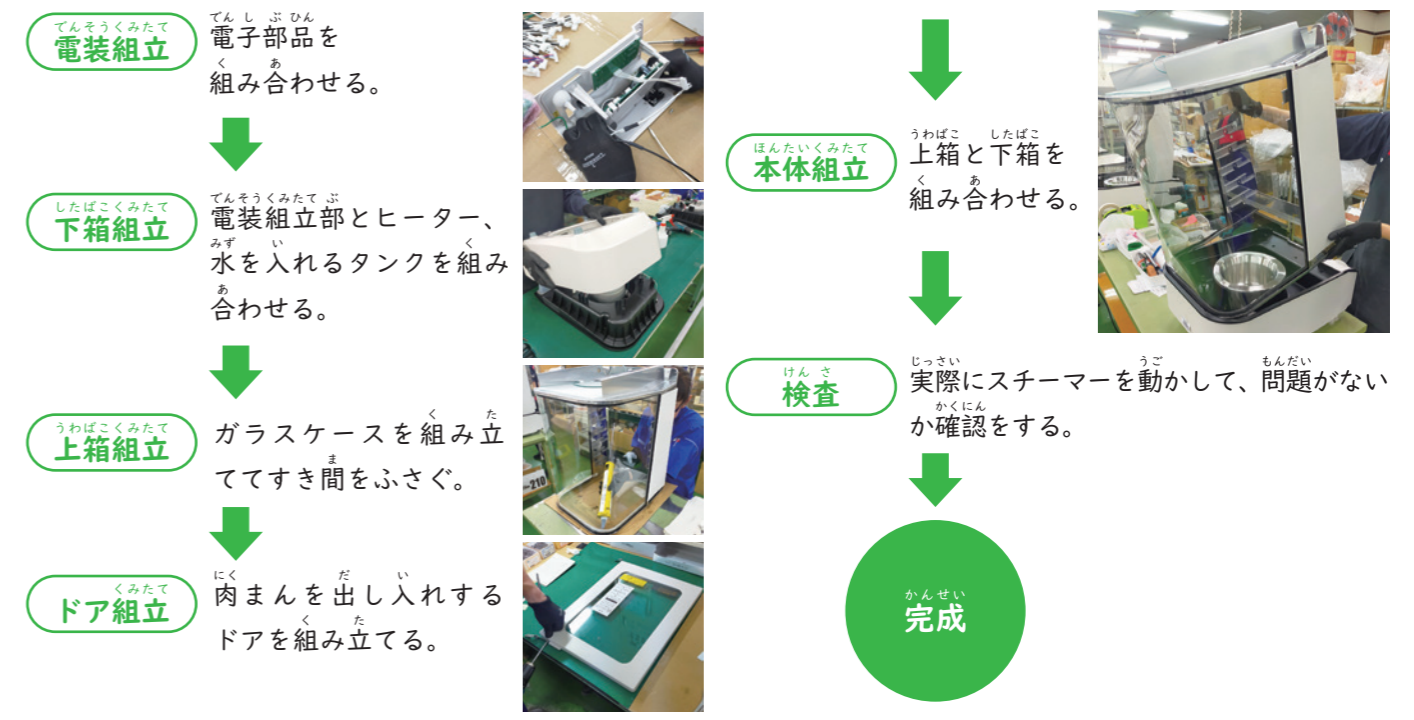 でんそうくみたて
電装組立
でんしぶひん
電子部品を
くあ
組み合わせる。
したばこくみたて
下箱組立
でんそうくみたてぶ
電装組立部とヒーター、
みずいく
水を入れるタンクを組み
あ
合わせる。
うわばこくみたて
上箱組立
くた
ガラスケースを組み立
ま
ててすき間をふさぐ。
-210
くみたて
ドア組立
にくだい
肉まんを出し入れする
くた
ドアを組み立てる。
ほんたいくみたて
本体組立
うわばこ したばこ
上箱と下箱を
くあ
組み合わせる。
けんさ
検査
じっさい うご もんだい
実際にスチーマーを動かして、問題がない
かくにん
か確認をする。
かんせい
完成